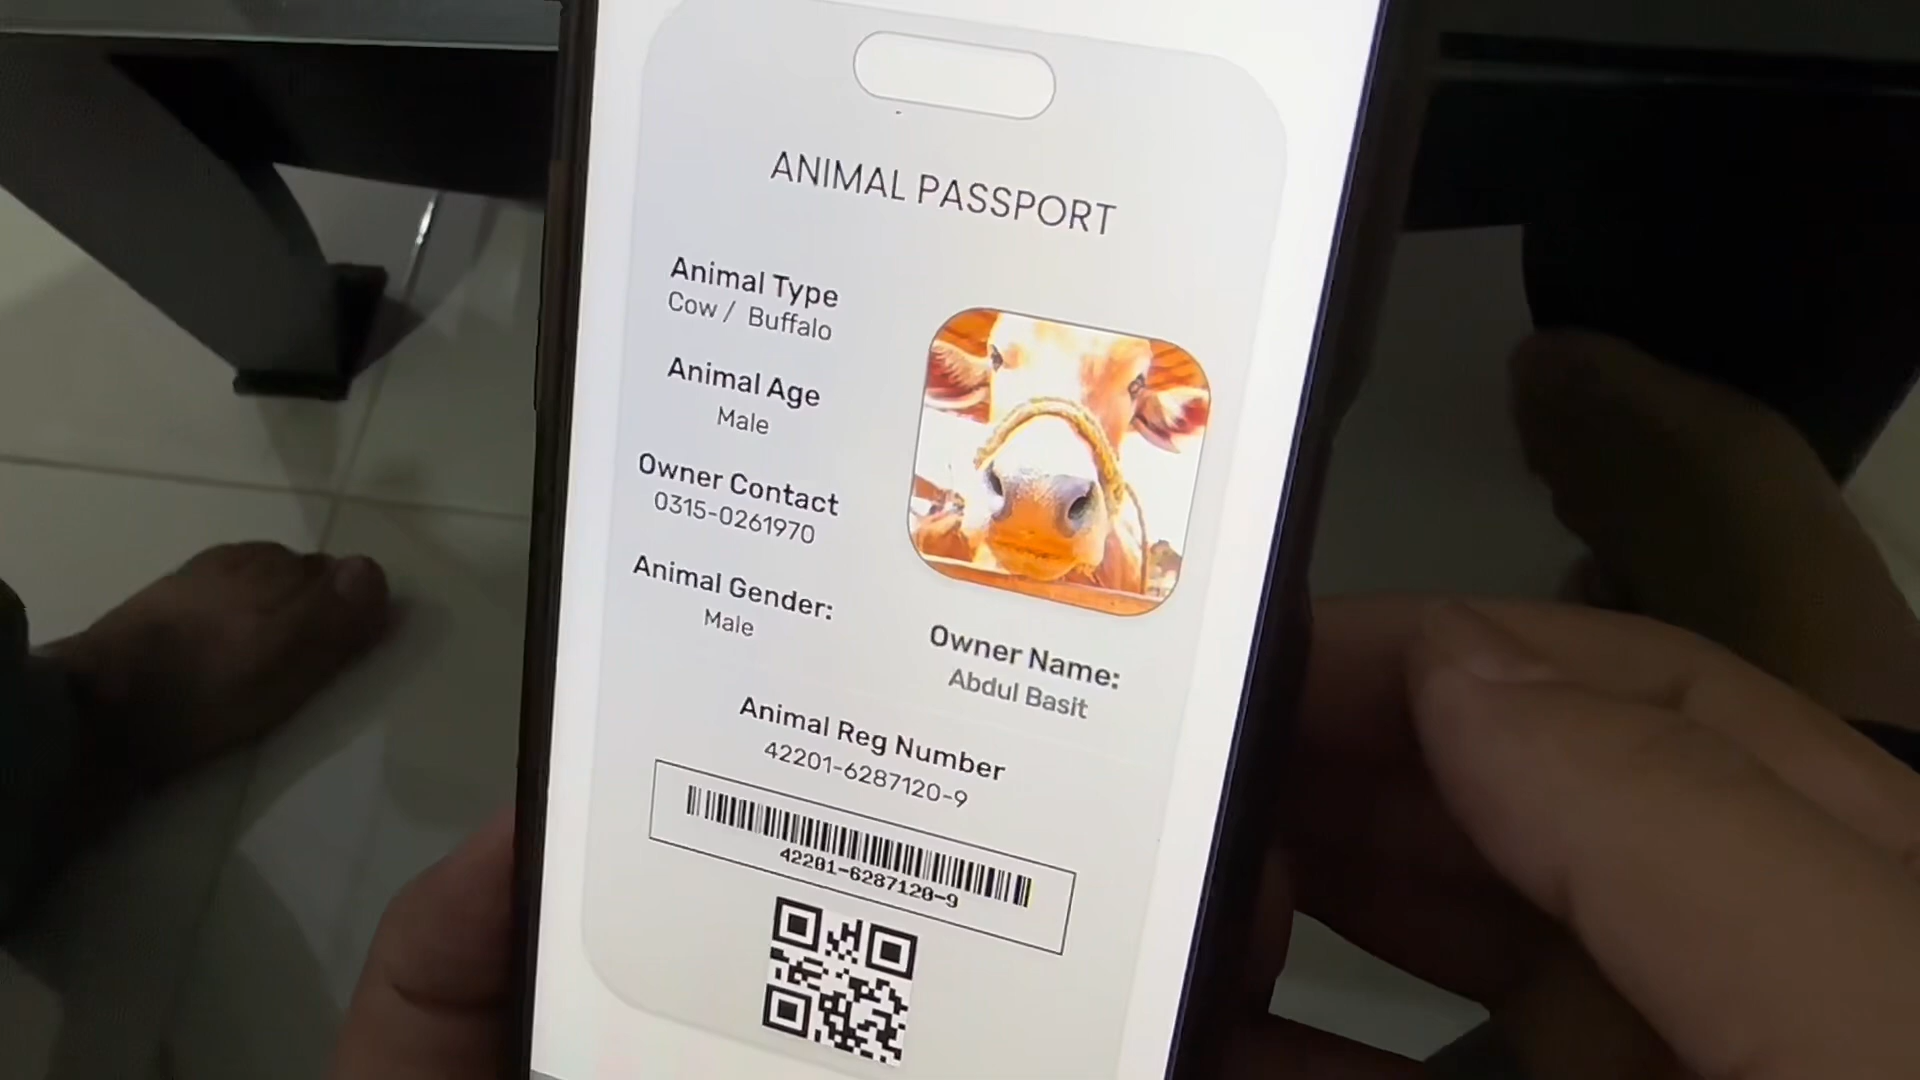 ANIMAL PASSPORT
Animal Type
Cow / Buffalo
Animal Age
Male
Owner Contact
0315-0261970
Animal Gender:
Male
Owner Name:
Abdul Basit
Animal Reg Number
42201-6287120-9
42201-6287120-9